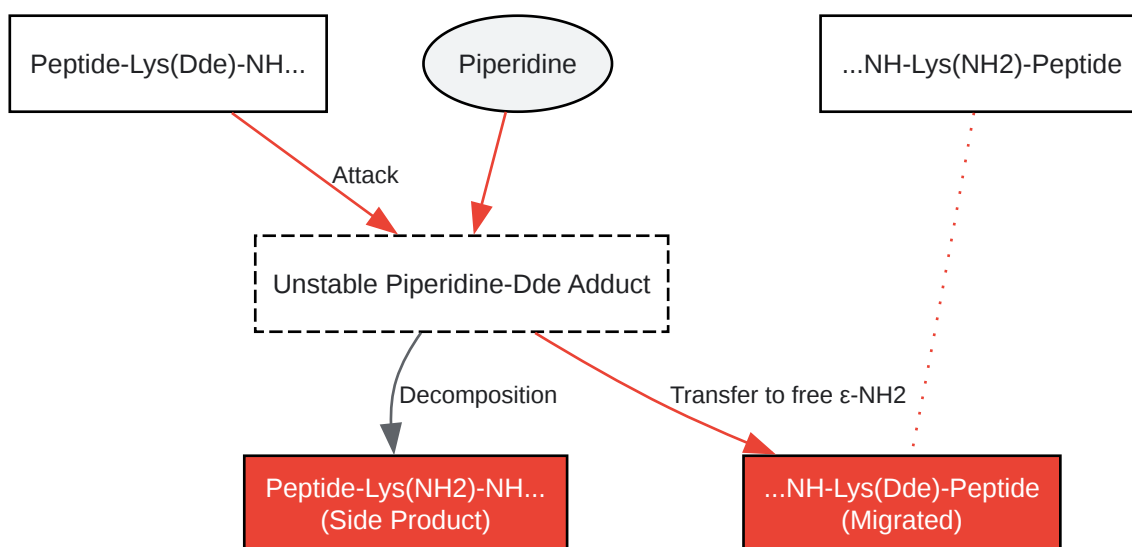 Peptide-Lys(Dde)-NH...
Piperidine
...NH-Lys(NH2)-Peptide
Attack
Unstable Piperidine-Dde Adduct
Decomposition
Transfer to free ε-NH2
Peptide-Lys(NH2)-NH...
(Side Product)
...NH-Lys(Dde)-Peptide
(Migrated)